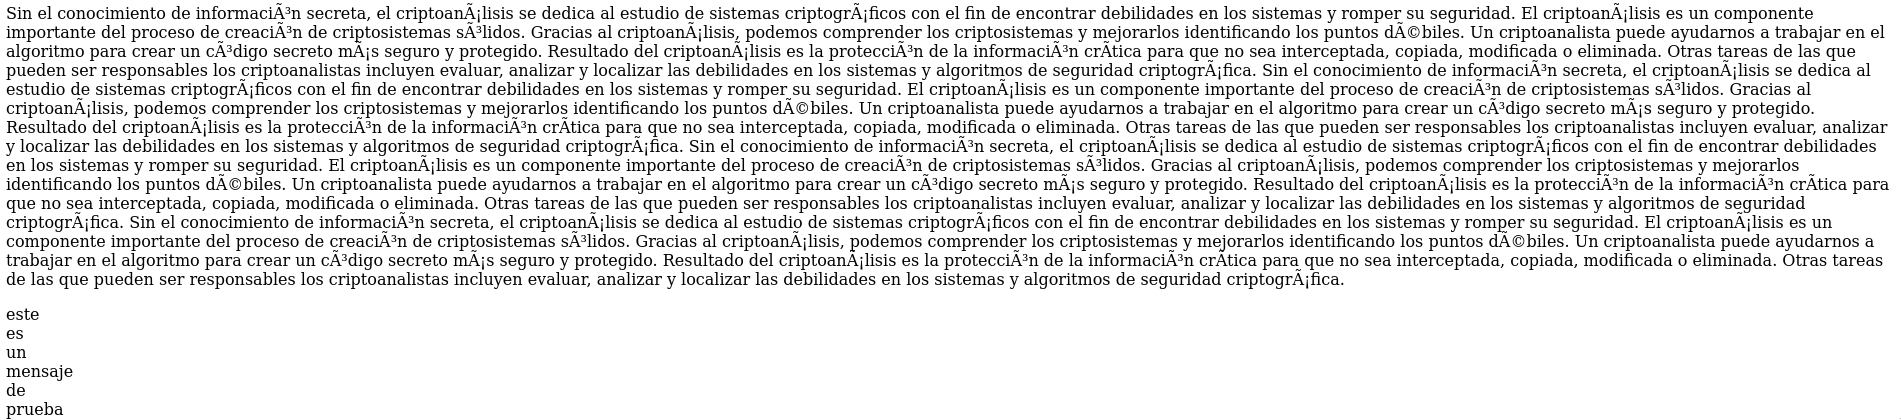 Sin el conocimiento de informaciÃ³n secreta, el criptoanÃ¡lisis se dedica al estudio de sistemas criptogrÃ¡ficos con el fin de encontrar debilidades en los sistemas y romper su seguridad. El criptoanÃ¡lisis es un componente
importante del proceso de creaciÃ³n de criptosistemas sÃ³lidos. Gracias al criptoanÃ¡lisis, podemos comprender los criptosistemas y mejorarlos identificando los puntos dÃ©biles. Un criptoanalista puede ayudarnos a trabajar en el
algoritmo para crear un cÃ³digo secreto mÃ¡s seguro y protegido. Resultado del criptoanÃ¡lisis es la protecciÃ³n de la informaciÃ³n crÃtica para que no sea interceptada, copiada, modificada o eliminada. Otras tareas de las que
pueden ser responsables los criptoanalistas incluyen evaluar, analizar y localizar las debilidades en los sistemas y algoritmos de seguridad criptogrÃ¡fica. Sin el conocimiento de informaciÃ³n secreta, el criptoanÃ¡lisis se dedica al
estudio de sistemas criptogrÃ¡ficos con el fin de encontrar debilidades en los sistemas y romper su seguridad. El criptoanÃ¡lisis es un componente importante del proceso de creaciÃ³n de criptosistemas sÃ³lidos. Gracias al
criptoanÃ¡lisis, podemos comprender los criptosistemas y mejorarlos identificando los puntos dÃ©biles. Un criptoanalista puede ayudarnos a trabajar en el algoritmo para crear un cÃ³digo secreto mÃ¡s seguro y protegido.
Resultado del criptoanÃ¡lisis es la protecciÃ³n de la informaciÃ³n crÃtica para que no sea interceptada, copiada, modificada o eliminada. Otras tareas de las que pueden ser responsables los criptoanalistas incluyen evaluar, analizar
y localizar las debilidades en los sistemas y algoritmos de seguridad criptogrÃ¡fica. Sin el conocimiento de informaciÃ³n secreta, el criptoanÃ¡lisis se dedica al estudio de sistemas criptogrÃ¡ficos con el fin de encontrar debilidades
en los sistemas y romper su seguridad. El criptoanÃ¡lisis es un componente importante del proceso de creaciÃ³n de criptosistemas sÃ³lidos. Gracias al criptoanÃ¡lisis, podemos comprender los criptosistemas y mejorarlos
identificando los puntos dÃ©biles. Un criptoanalista puede ayudarnos a trabajar en el algoritmo para crear un cÃ³digo secreto mÃ¡s seguro y protegido. Resultado del criptoanÃ¡lisis es la protecciÃ³n de la informaciÃ³n crÃtica para
que no sea interceptada, copiada, modificada o eliminada. Otras tareas de las que pueden ser responsables los criptoanalistas incluyen evaluar, analizar y localizar las debilidades en los sistemas y algoritmos de seguridad
criptogrÃ¡fica. Sin el conocimiento de informaciÃ³n secreta, el criptoanÃ¡lisis se dedica al estudio de sistemas criptogrÃ¡ficos con el fin de encontrar debilidades en los sistemas y romper su seguridad. El criptoanÃ¡lisis es un
componente importante del proceso de creaciÃ³n de criptosistemas sÃ³lidos. Gracias al criptoanÃ¡lisis, podemos comprender los criptosistemas y mejorarlos identificando los puntos dÃ©biles. Un criptoanalista puede ayudarnos a
trabajar en el algoritmo para crear un cÃ³digo secreto mÃ¡s seguro y protegido. Resultado del criptoanÃ¡lisis es la protecciÃ³n de la informaciÃ³n crÃtica para que no sea interceptada, copiada, modificada o eliminada. Otras tareas
de las que pueden ser responsables los criptoanalistas incluyen evaluar, analizar y localizar las debilidades en los sistemas y algoritmos de seguridad criptogrÃ¡fica.
este
es
un
mensaje
de
prueba